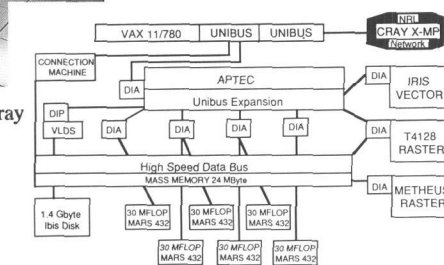 VAX 11/780
UNIBUS
UNIBUS
NRL
CRAY X-MP
Network
CONNECTION
MACHINE
DIA
APTEC
Unibus Expansion
DIA
IRIS
VECTOR
ray
DIP
VLDS
DIA
DIA
DIA
DIA
DIA
T4128
RASTER
High Speed Data Bus
MASS MEMORY 24 MByte
DIA
METHEUS
RASTER
1.4 Gbyte
Ibis Disk
30 MFLOP
MARS 432
30 MFLOP
MARS 432
30 MFLOP
MARS 432
30 MFLOP
MARS 432
30 MFLOP
MARS 432
30 MFLOP
MARS 432